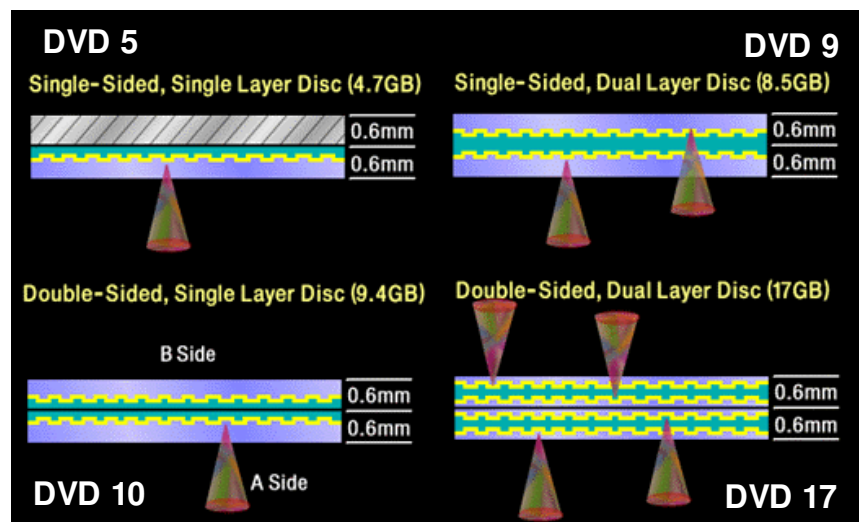 DVD 5
Single-Sided, Single Layer Disc (4.7GB)
0.6mm
0.6mm
DVD 9
Single-Sided, Dual Layer Disc (8.5GB)
0.6mm
0.6mm
Double-Sided, Single Layer Disc (9.4GB)
B Side
0.6mm
0.6mm
A Side
DVD 10
Double-Sided, Dual Layer Disc (17GB)
0.6mm
0.6mm
DVD 17